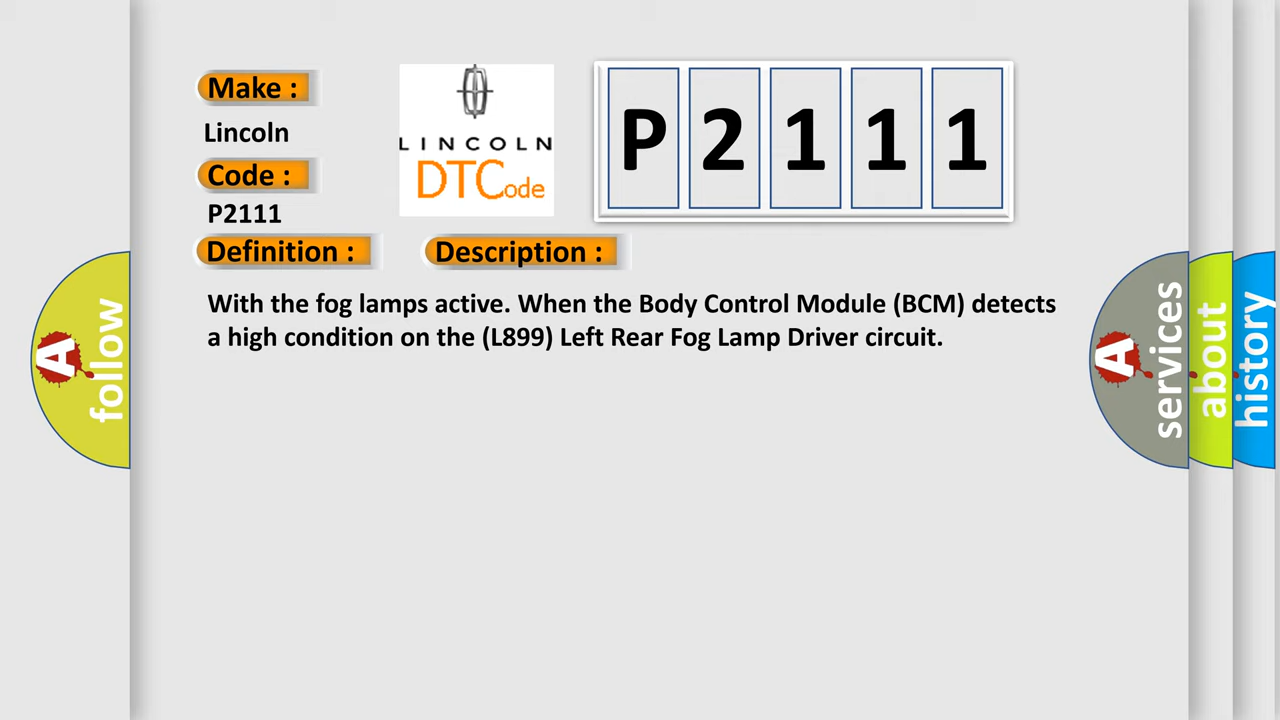 Make :
Lincoln
Code :
P2111
Definition :
Description :
LINCOLN
DTCode
P 2 1 1 1
With the fog lamps active. When the Body Control Module (BCM) detects
a high condition on the (L899) Left Rear Fog Lamp Driver circuit.
A
follow
A
services
about
history